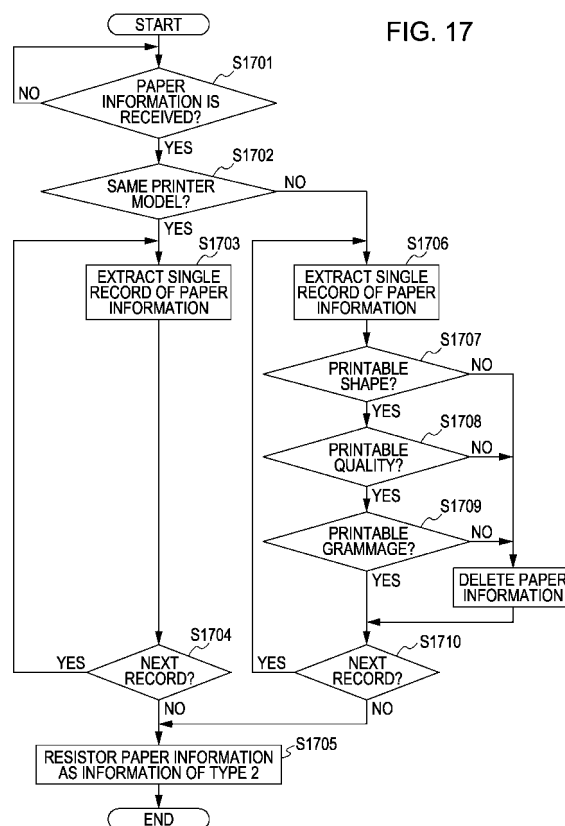 START
FIG. 17
S1701
PAPER
INFORMATION IS
RECEIVED?
NO
YES
S1702
SAME PRINTER
MODEL?
NO
YES
S1703
EXTRACT SINGLE
RECORD OF PAPER
INFORMATION
S1706
EXTRACT SINGLE
RECORD OF PAPER
INFORMATION
S1707
PRINTABLE
SHAPE?
NO
YES
S1708
PRINTABLE
QUALITY?
NO
YES
S1709
PRINTABLE
GRAMMAGE?
NO
YES
DELETE PAPER
INFORMATION
S1704
NEXT
RECORD?
YES
NO
S1710
NEXT
RECORD?
YES
NO
S1705
RESISTOR PAPER INFORMATION
AS INFORMATION OF TYPE 2
END